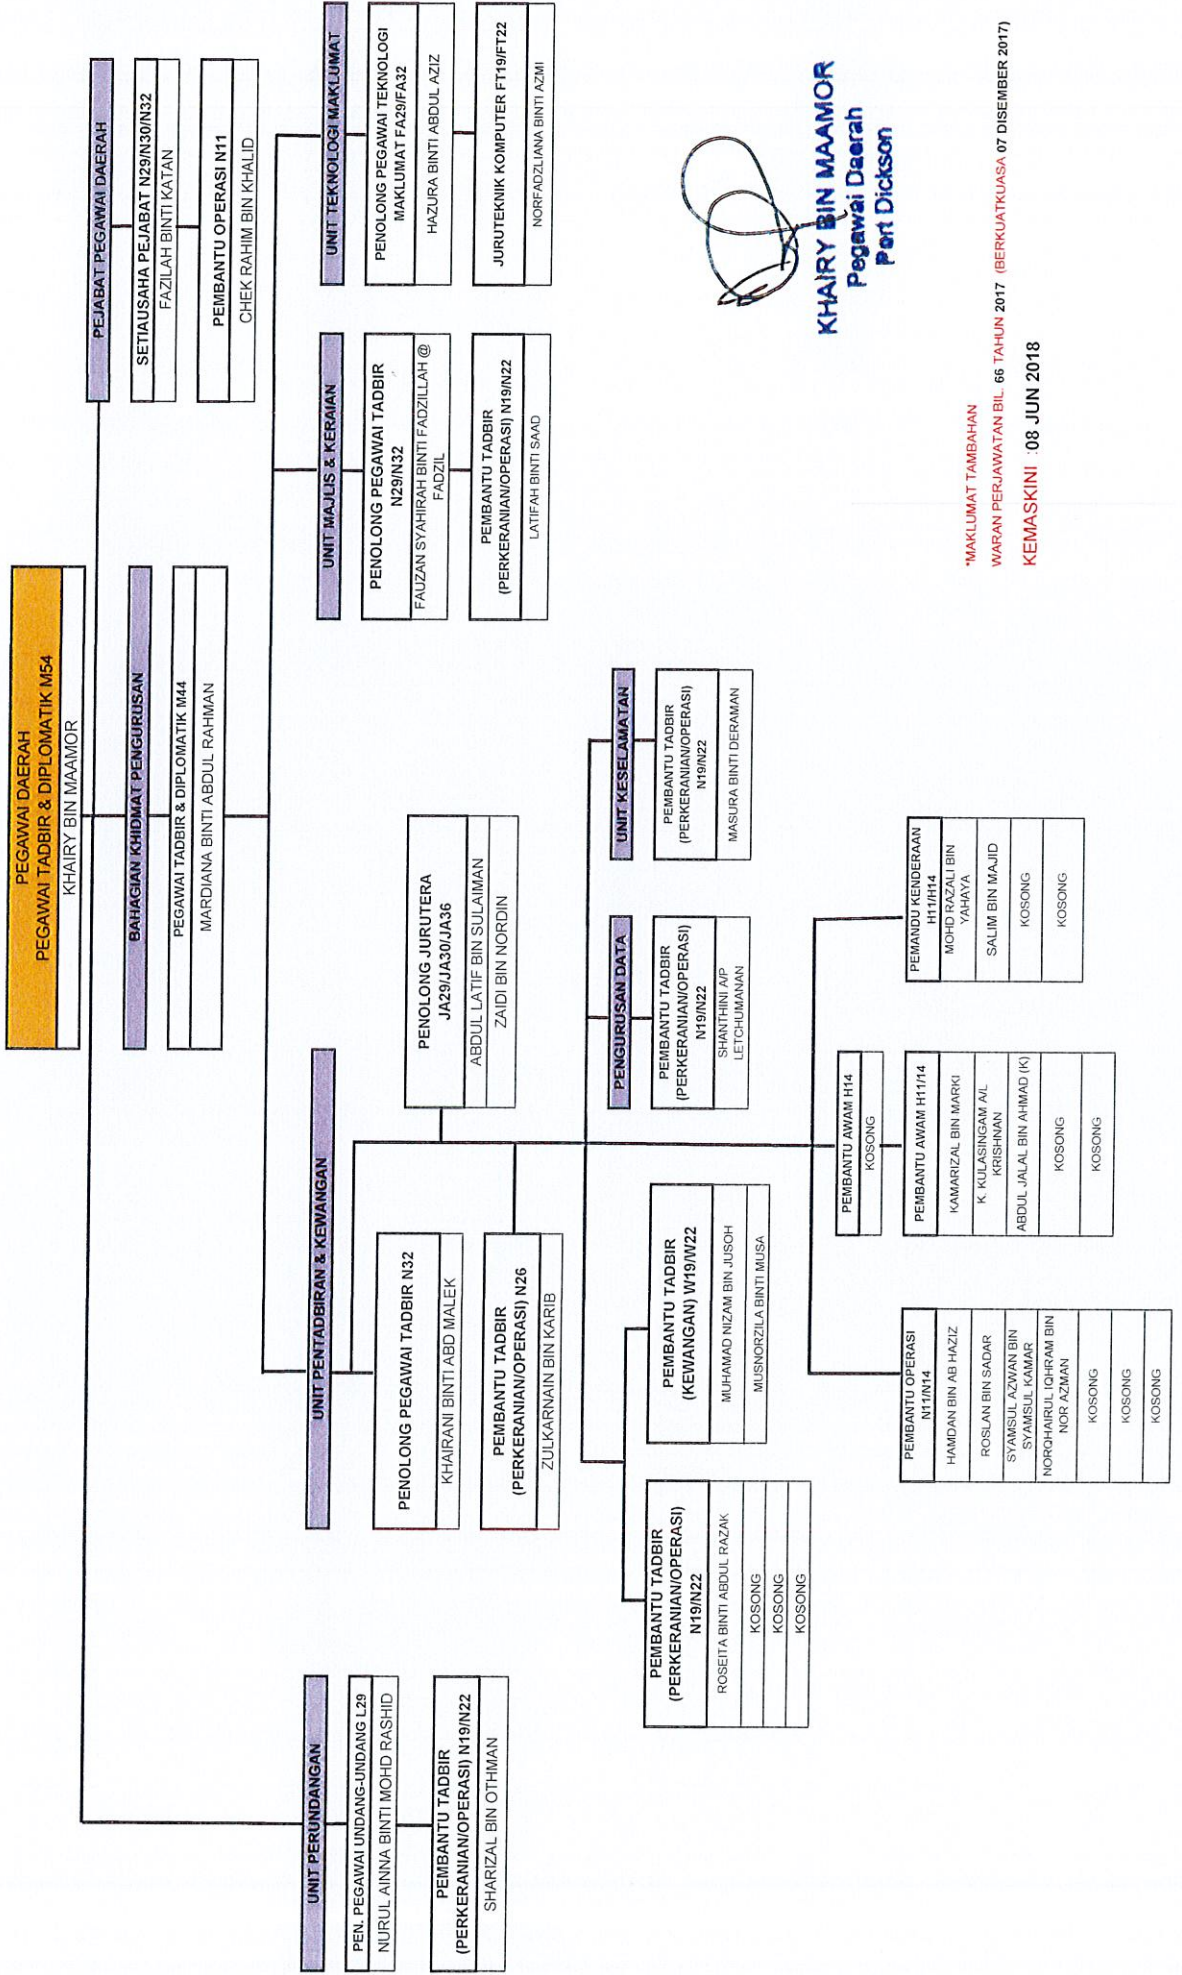 PEGAWAI DAERAH
PEGAWAI TADBIR & DIPLOMATIK M54
KHAIRY BIN MAAMOR
PEJABAT PEGAWAI DAERAH
SETIAUSAHA PEJABAT N29/N30/N32
FAZILAH BINTI KATAN
PEMBANTU OPERASI N11
CHEK RAHIM BIN KHALID
BAHAGIAN KHIDMAT PENGURUSAN
PEGAWAI TADBIR & DIPLOMATIK M44
MARDIANA BINTI ABDUL RAHMAN
UNIT PERUNDANGAN
PEN. PEGAWAI UNDANG-UNDANG L29
NURUL AINNA BINTI MOHD RASHID
PEMBANTU TADBIR
(PERKERANIAN/OPERASI) N19/N22
SHARIZAL BIN OTHMAN
UNIT PENTADBIRAN & KEWANGAN
PENOLONG PEGAWAI TADBIR N32
KHAIRANI BINTI ABD MALEK
PEMBANTU TADBIR
(PERKERANIAN/OPERASI) N26
ZULKARNAIN BIN KARIB
PENOLONG JURUTERA
JA29/JA30/JA36
ABDUL LATIF BIN SULAIMAN
ZAIDI BIN NORDIN
UNIT MAJLIS & KERAIAN
PENOLONG PEGAWAI TADBIR
N29/N32
FAUZAN SYAHIRAH BINTI FADZILLAH @
FADZIL
PEMBANTU TADBIR
(PERKERANIAN/OPERASI) N19/N22
LATIFAH BINTI SAAD
UNIT TEKNOLOGI MAKLUMAT
PENOLONG PEGAWAI TEKNOLOGI
MAKLUMAT FA29/FA32
HAZURA BINTI ABDUL AZIZ
JURUTEKNIK KOMPUTER FT19/FT22
NORFADZLIANA BINTI AZMI
PEMBANTU TADBIR
(PERKERANIAN/OPERASI)
N19/N22
ROSEITA BINTI ABDUL RAZAK
KOSONG
KOSONG
KOSONG
PEMBANTU TADBIR
(KEWANGAN) W19/W22
MUHAMAD NIZAM BIN JUSOH
MUSNORZILA BINTI MUSA
PENGURUSAN DATA
PEMBANTU TADBIR
(PERKERANIAN/OPERASI)
N19/N22
SHANTHINI A/P
LETCHUMANAN
UNIT KESELAMATAN
PEMBANTU TADBIR
(PERKERANIAN/OPERASI)
N19/N22
MASURA BINTI DERAMAN
PEMBANTU OPERASI
N11/N14
HAMDAN BIN AB HAZIZ
ROSLAN BIN SADAR
SYAMSUL AZWAN BIN
SYAMSUL KAMAR
NORQHAIRUL IQHRAM BIN
NOR AZMAN
KOSONG
KOSONG
KOSONG
PEMBANTU AWAM H14
KOSONG
PEMBANTU AWAM H11/14
KAMARIZAL BIN MARKI
K. KULASINGAM A/L
KRISHNAN
ABDUL JALAL BIN AHMAD (K)
KOSONG
KOSONG
PEMANDU KENDERAAN
H11/H14
MOHD RAZALI BIN
YAHAYA
SALIM BIN MAJID
KOSONG
KOSONG
KHAIRY BIN MAAMOR
Pegawai Daerah
Port Dickson
*MAKLUMAT TAMBAHAN
WARAN PERJAWATAN BIL. 66 TAHUN 2017 (BERKUATKUASA 07 DISEMBER 2017)
KEMASKINI :08 JUN 2018